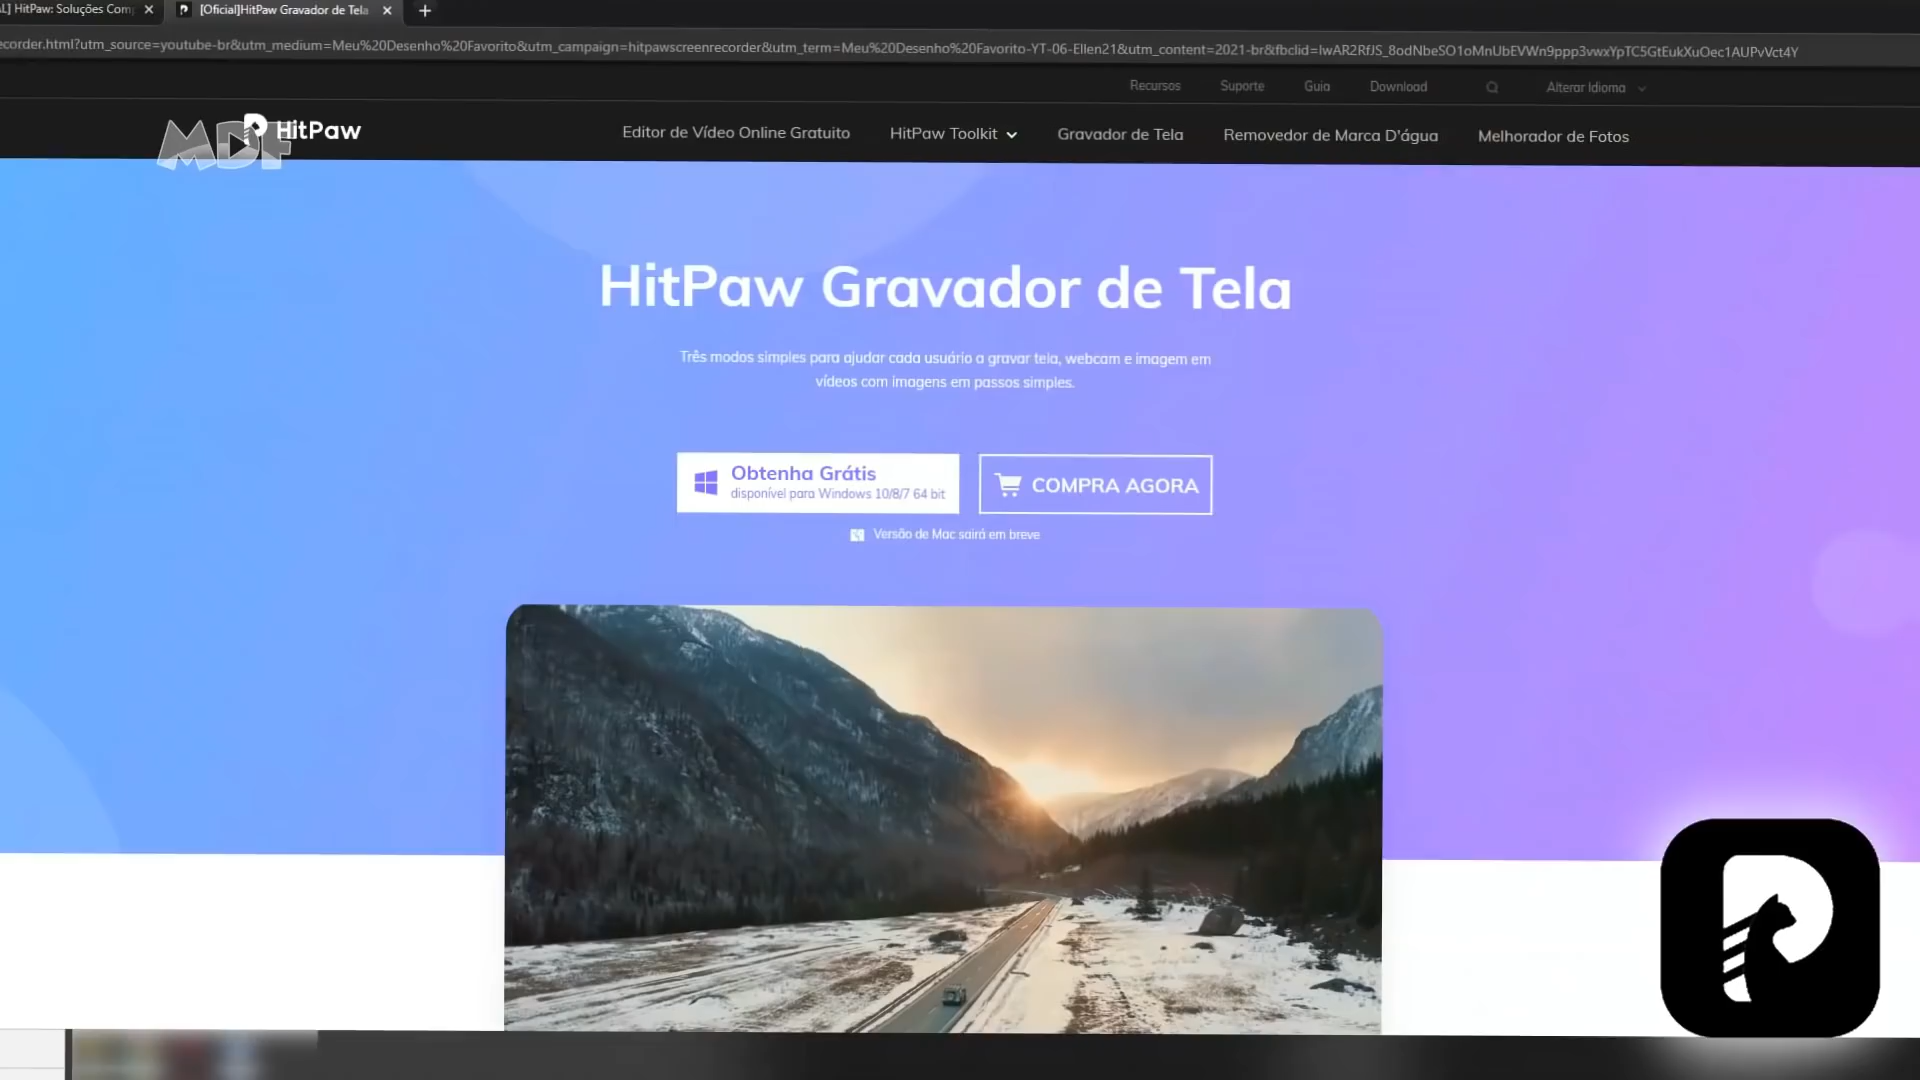 AL] HitPaw: Soluções Com
[Oficial]HitPaw Gravador de Tela
ecorder.html?utm_source=youtube-br&utm_medium=Meu%20Desenho%20Favorito&utm_campaign=hitpawscreenrecorder&utm_term=Meu%20Desenho%20Favorito-YT-06-Ellen21&utm_content=2021-br&fbclid=IwAR2RfJS_8odNbeSO1oMnUbEVWn9ppp3vwxYpTC5GtEukXuOec1AUPvVct4Y
Recursos Suporte Guia Download Alterar Idioma
MDF HitPaw Editor de Vídeo Online Gratuito HitPaw Toolkit Gravador de Tela Removedor de Marca D'água Melhorador de Fotos
HitPaw Gravador de Tela
Três modos simples para ajudar cada usuário a gravar tela, webcam e imagem em
vídeos com imagens em passos simples.
Obtenha Grátis
disponível para Windows 10/8/7 64 bit
COMPRA AGORA
Versão de Mac sairá em breve